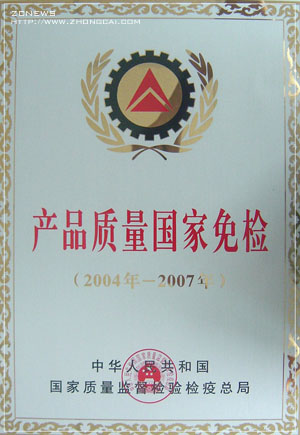 ZDNEWS
http://www.zhongcai.com
产品质量国家免检
(2004年-2007年)
中华人民共和国
国家质量监督检验检疫总局